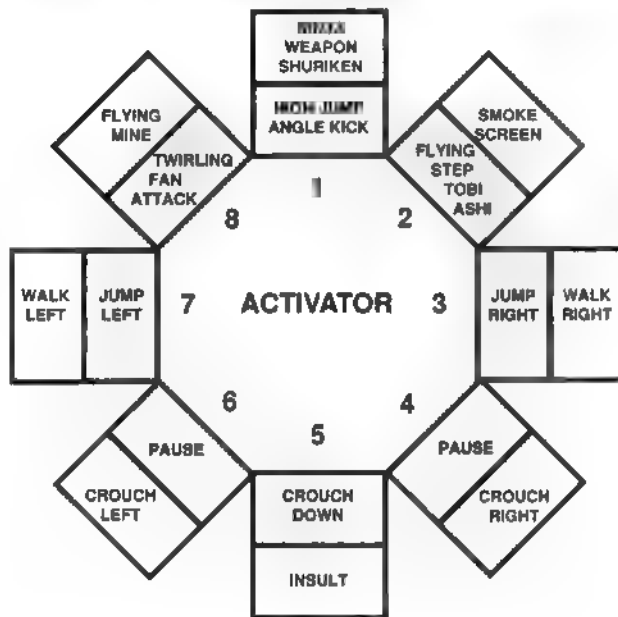 WEAPON
SHURIKEN
HIGH JUMP
ANGLE KICK
FLYING
MINE
TWIRLING
FAN
ATTACK
SMOKE
SCREEN
FLYING
STEP
TOBI
ASHI
1
8
2
WALK
LEFT
JUMP
LEFT
7
ACTIVATOR
3
JUMP
RIGHT
WALK
RIGHT
6
4
5
PAUSE
CROUCH
LEFT
PAUSE
CROUCH
RIGHT
CROUCH
DOWN
INSULT